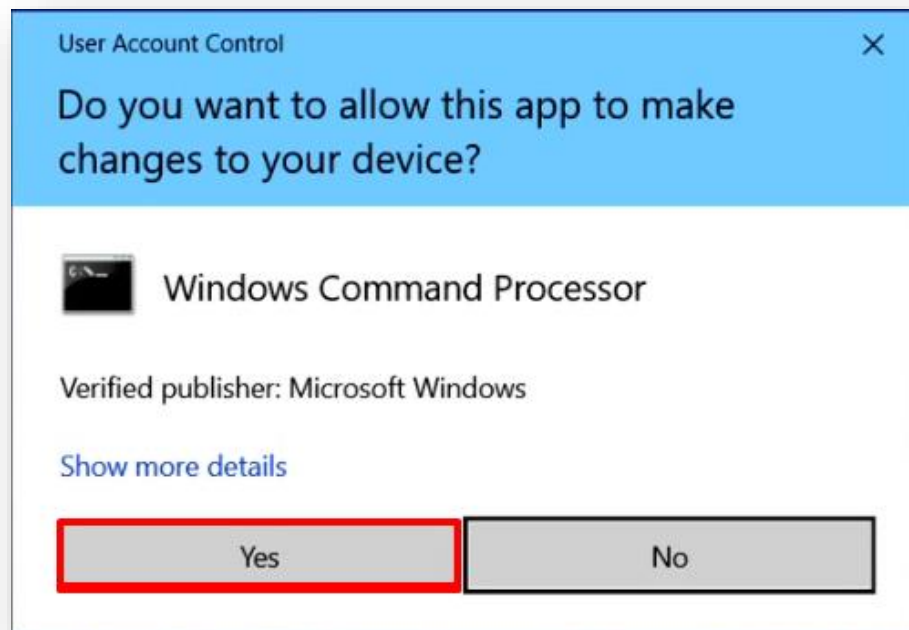 User Account Control
Do you want to allow this app to make
changes to your device?
Windows Command Processor
Verified publisher: Microsoft Windows
Show more details
Yes
No